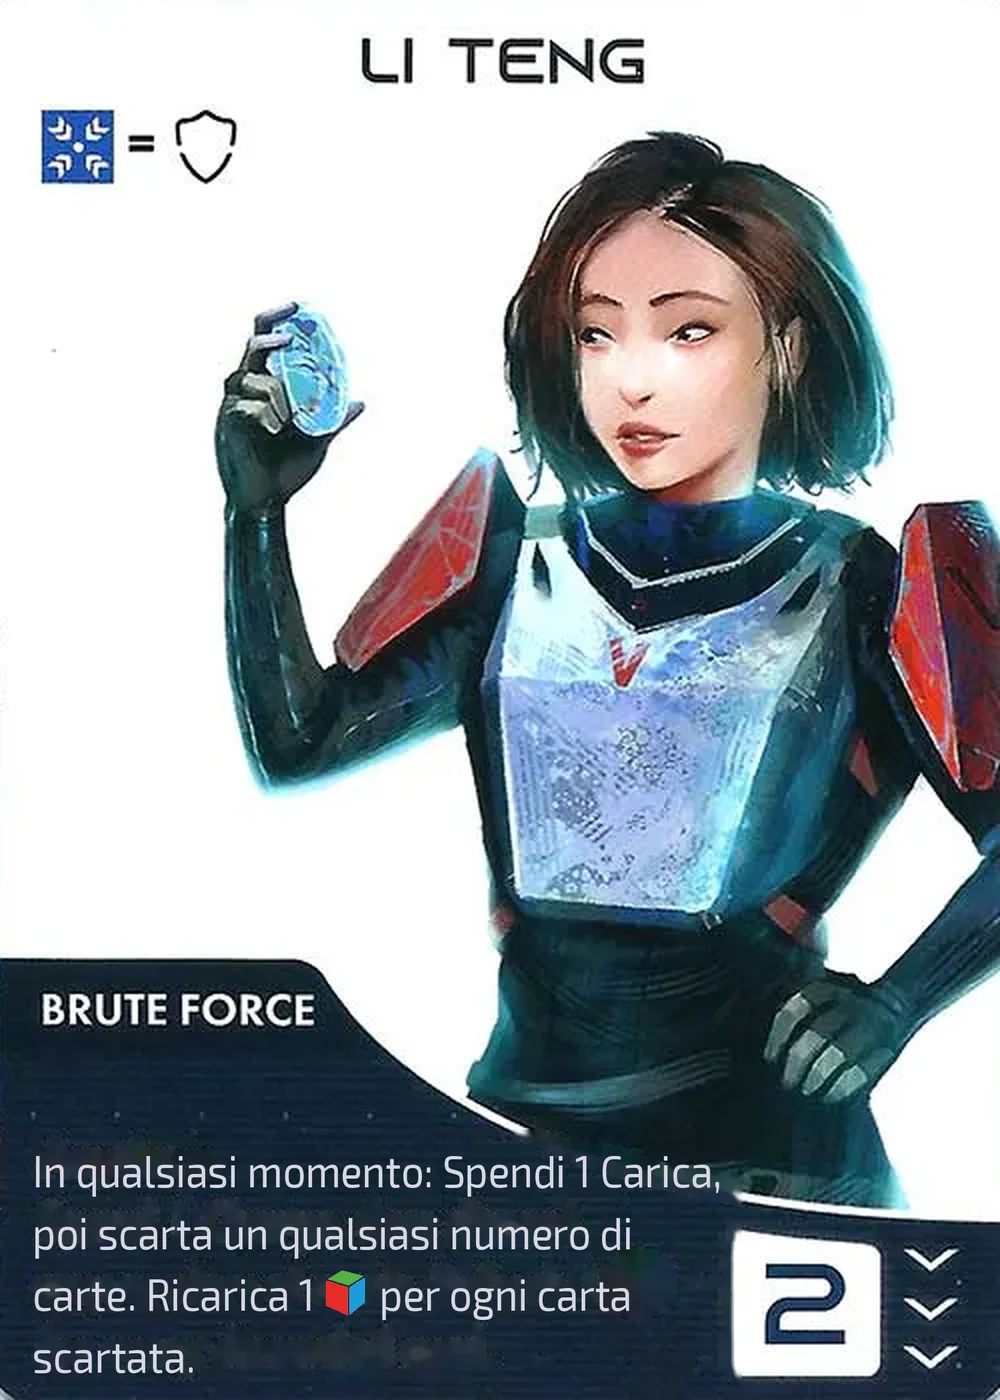 LI TENG
=
BRUTE FORCE
In qualsiasi momento: Spendi 1 Carica,
poi scarta un qualsiasi numero di
carte. Ricarica 1 per ogni carta
scartata.
2